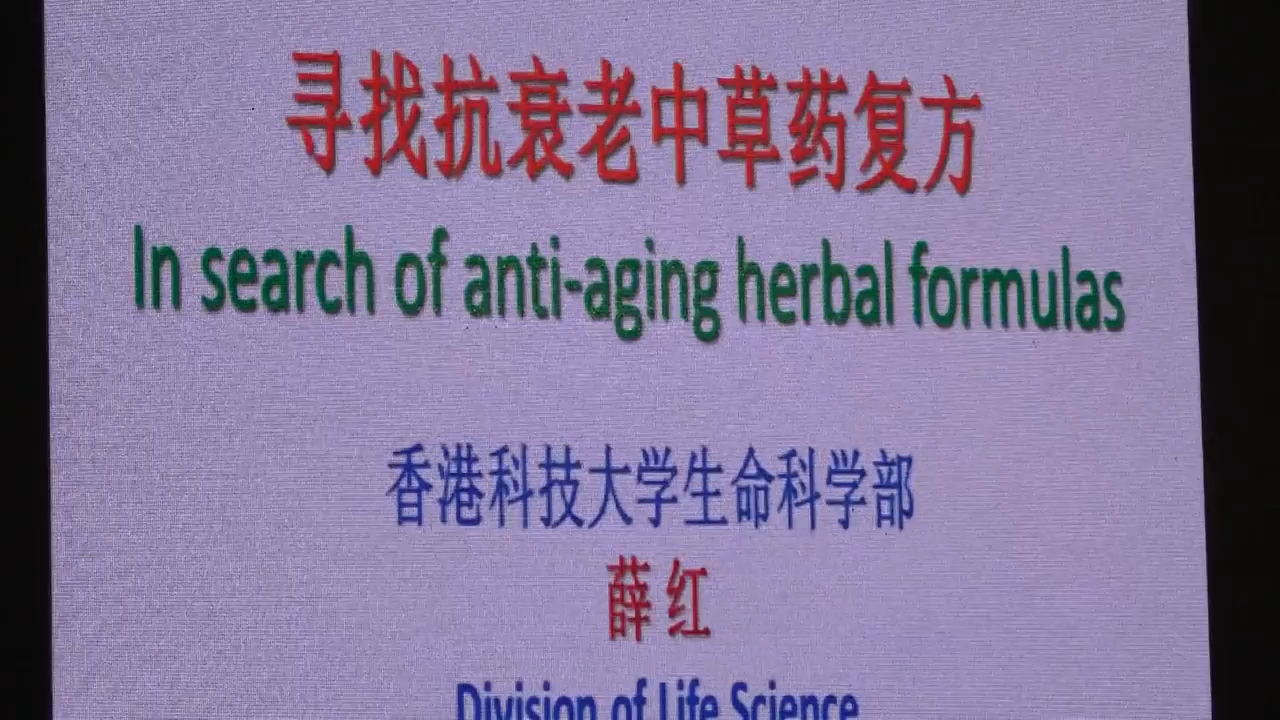 寻找抗衰老中草药复方
In search of anti-aging herbal formulas
香港科技大学生命科学部
薛红
Division of Life Science